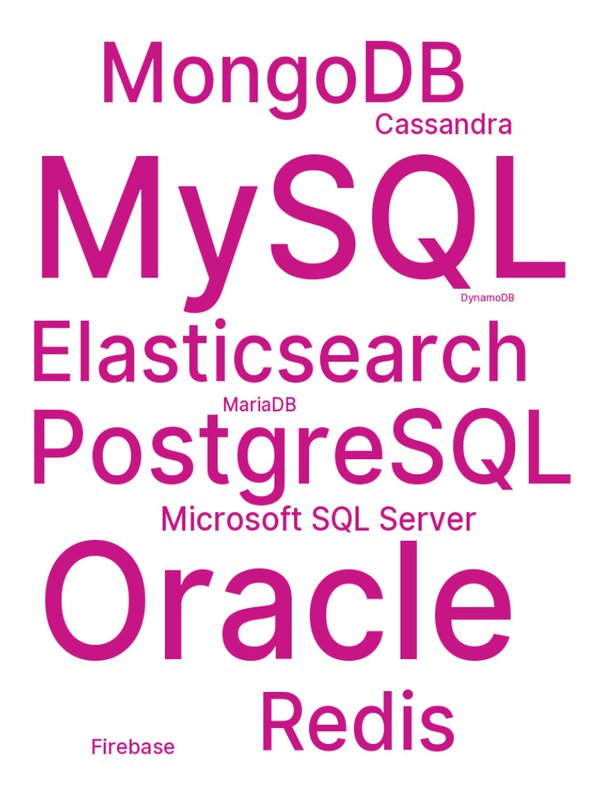 MongoDB
Cassandra
MySQL
DynamoDB
Elasticsearch
MariaDB
PostgreSQL
Microsoft SQL Server
Oracle
Redis
Firebase